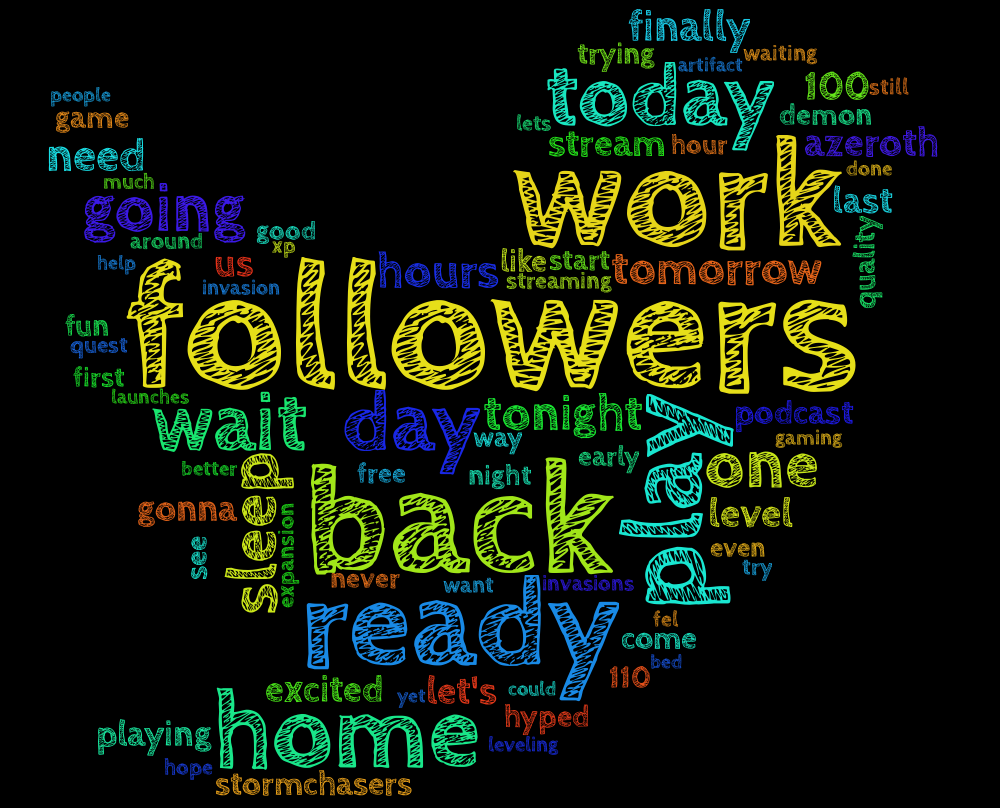 finally
trying
waiting
artifact
people
today
100
still
game
lets
demon
need
stream
hour
azeroth
much
work
done
going
last
around
good
xp
quality
help
us
hours
like
start
tomorrow
invasion
streaming
followers
fun
quest
first
launches
wait
day
tonight
play
podcast
way
gaming
better
sleep
free
night
early
one
back
gonna
level
see
expansion
even
try
never
want
invasions
ready
fel
come
bed
excited
yet
let's
could
110
home
hyped
playing
leveling
hope
stormchasers